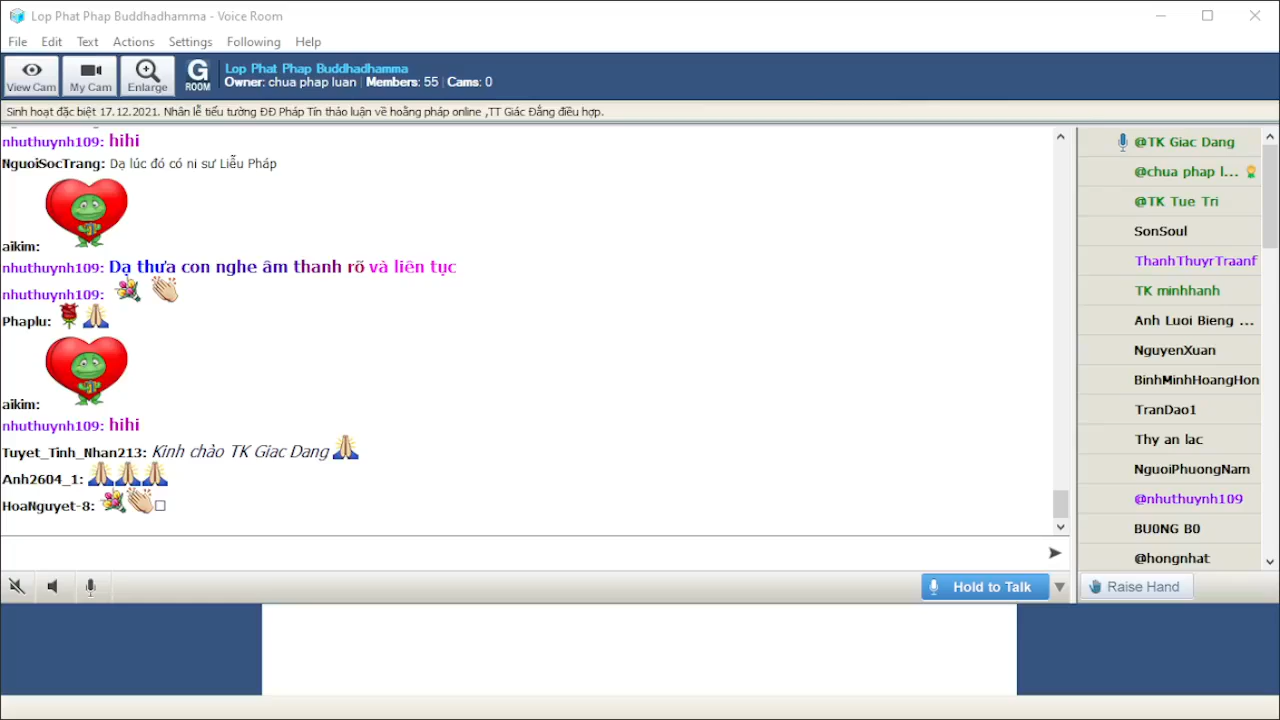 Lop Phat Phap Buddhadhamma - Voice Room
File Edit Text Actions Settings Following Help
View Cam My Cam Enlarge G ROOM
Lop Phat Phap Buddhadhamma
Owner: chua phap luan | Members: 55 | Cams: 0
Sinh hoạt đặc biệt 17.12.2021. Nhân lễ tiểu tường ĐĐ Pháp Tín thảo luận về hoằng pháp online ,TT Giác Đẳng điều hợp.
nhuthuynh109: hihi
NguoiSocTrang: Dạ lúc đó có ni sư Liễu Pháp
aikim:
nhuthuynh109: Dạ thưa con nghe âm thanh rõ và liên tục
nhuthuynh109:
Phaplu:
aikim:
nhuthuynh109: hihi
Tuyet_Tinh_Nhan213: Kinh chào TK Giac Dang
Anh2604_1:
HoaNguyet-8:
@TK Giac Dang
@chua phap l...
@TK Tue Tri
SonSoul
ThanhThuyrTraanf
TK minhhanh
Anh Luoi Bieng ...
NguyenXuan
BinhMinhHoangHon
TranDao1
Thy an lac
NguoiPhuongNam
@nhuthuynh109
BU0NG B0
@hongnhat
Hold to Talk
Raise Hand